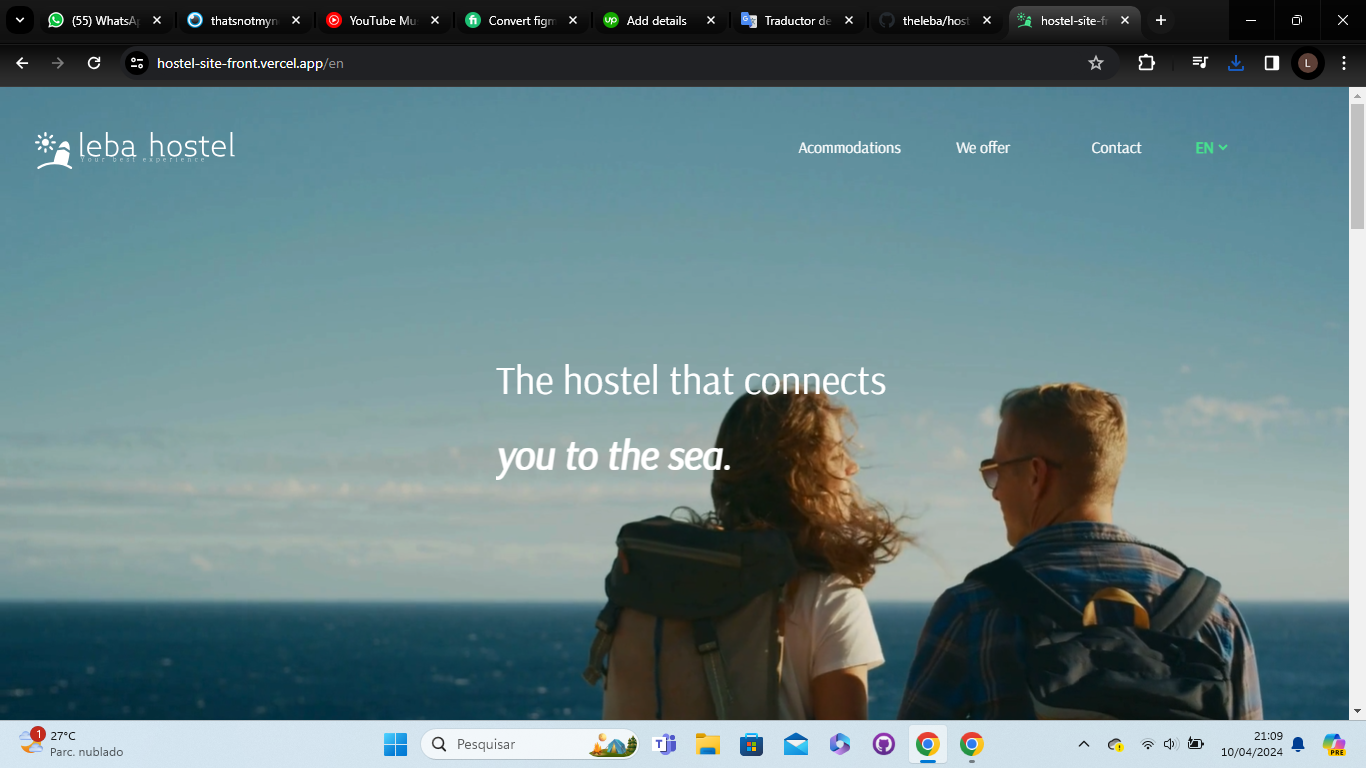 (55) WhatsAp
thatsnotmyn
YouTube Mu
Convert figm
Add details
Traductor de
theleba/host
hostel-site-fr
hostel-site-front.vercel.app/en
L
leba hostel
Your best experience
Acommodations
We offer
Contact
EN
The hostel that connects
you to the sea.
1
27°C
Parc. nublado
Pesquisar
21:09
10/04/2024
PRE